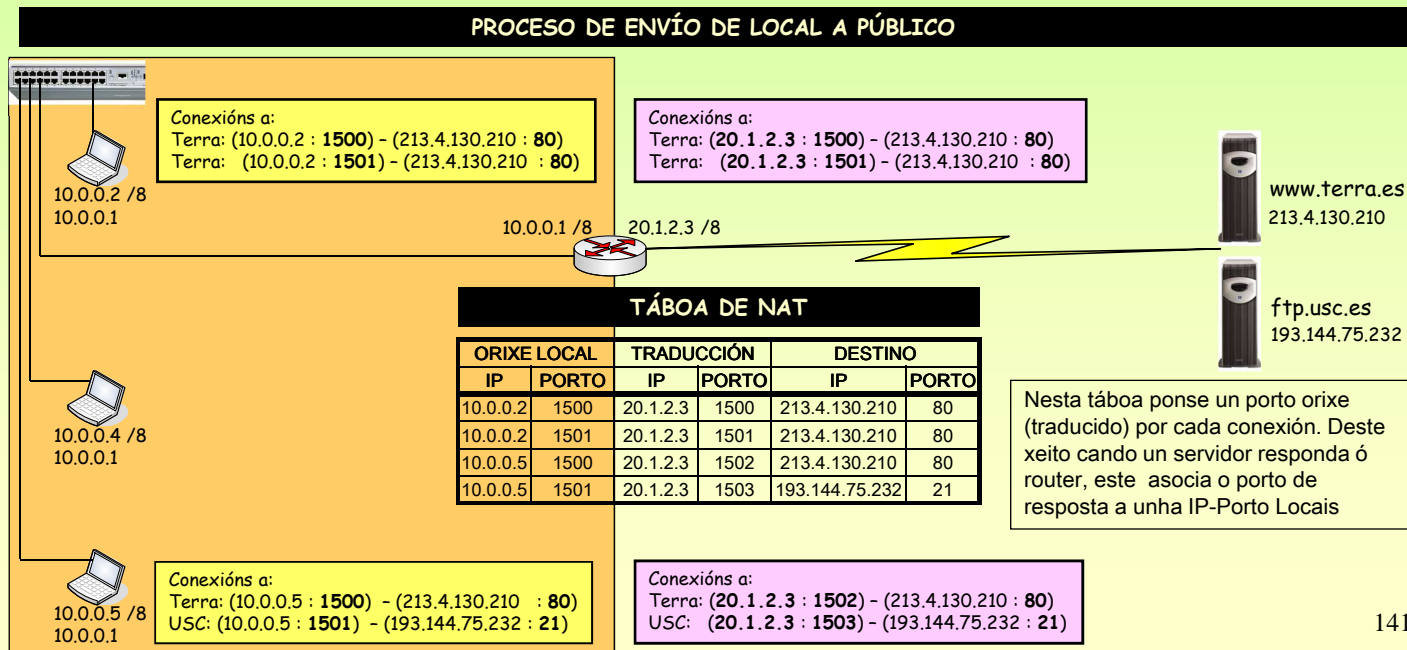 PROCESO DE ENVÍO DE LOCAL A PÚBLICO
Conexións a:
Terra: (10.0.0.2 : 1500) – (213.4.130.210 : 80)
Terra: (10.0.0.2 : 1501) – (213.4.130.210 : 80)
Conexións a:
Terra: (20.1.2.3 : 1500) – (213.4.130.210 : 80)
Terra: (20.1.2.3 : 1501) – (213.4.130.210 : 80)
10.0.0.2 /8
10.0.0.1
www.terra.es
213.4.130.210
10.0.0.1 /8
20.1.2.3 /8
ftp.usc.es
193.144.75.232
TÁBOA DE NAT
ORIXE LOCAL TRADUCCIÓN DESTINO
IP PORTO IP PORTO IP PORTO
10.0.0.2 1500 20.1.2.3 1500 213.4.130.210 80
10.0.0.2 1501 20.1.2.3 1501 213.4.130.210 80
10.0.0.5 1500 20.1.2.3 1502 213.4.130.210 80
10.0.0.5 1501 20.1.2.3 1503 193.144.75.232 21
10.0.0.4 /8
10.0.0.1
Nesta táboa ponse un porto orixe
(traducido) por cada conexión. Deste
xeito cando un servidor responda ó
router, este asocia o porto de
resposta a unha IP-Porto Locais
10.0.0.5 /8
10.0.0.1
Conexións a:
Terra: (10.0.0.5 : 1500) – (213.4.130.210 : 80)
USC: (10.0.0.5 : 1501) – (193.144.75.232 : 21)
Conexións a:
Terra: (20.1.2.3 : 1502) – (213.4.130.210 : 80)
USC: (20.1.2.3 : 1503) – (193.144.75.232 : 21)
141